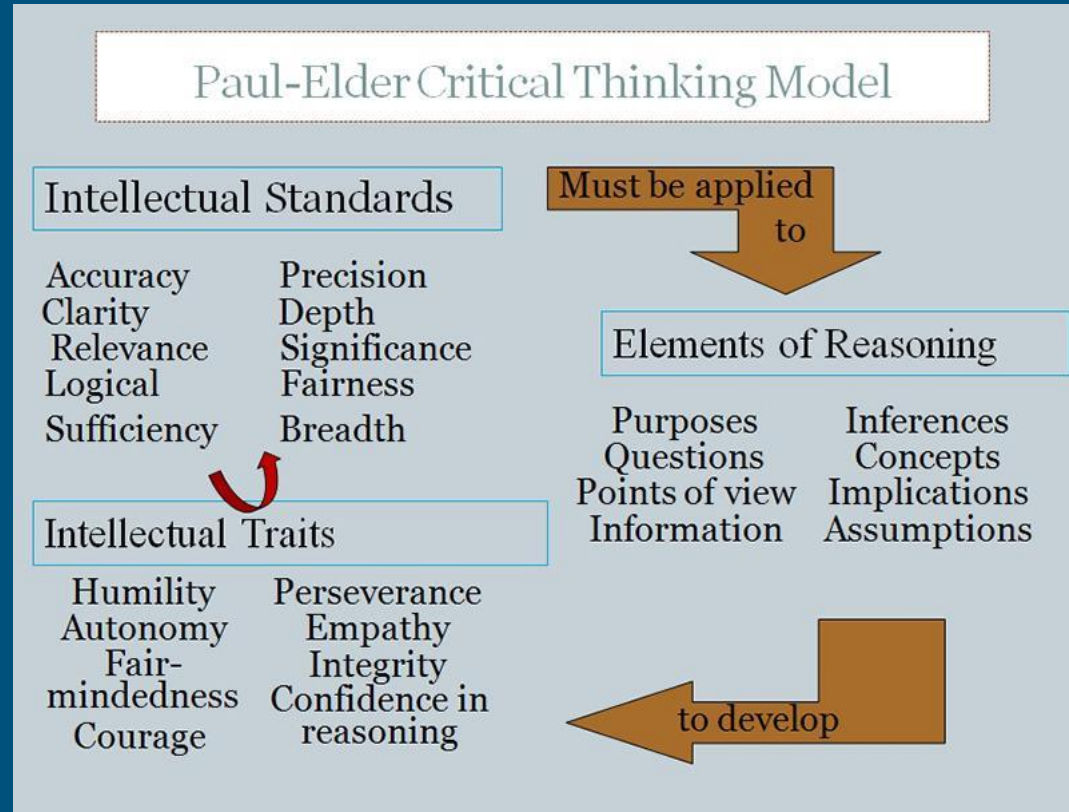 Paul-Elder Critical Thinking Model
Intellectual Standards
Accuracy Precision
Clarity Depth
Relevance Significance
Logical Fairness
Sufficiency Breadth
Must be applied
to
Elements of Reasoning
Purposes Inferences
Questions Concepts
Points of view Implications
Information Assumptions
to develop
Intellectual Traits
Humility Perseverance
Autonomy Empathy
Fair- Integrity
mindedness Confidence in
Courage reasoning